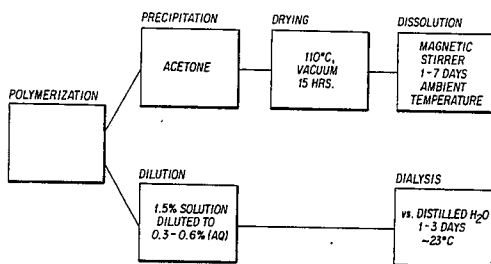 PRECIPITATION
ACETONE
DRYING
110°C,
VACUUM
15 HRS.
DISSOLUTION
MAGNETIC
STIRRER
1-7 DAYS
AMBIENT
TEMPERATURE
POLYMERIZATION
DILUTION
1.5% SOLUTION
DILUTED TO
0.3-0.6% (AQ)
DIALYSIS
vs. DISTILLED H₂O
1-3 DAYS
~23°C